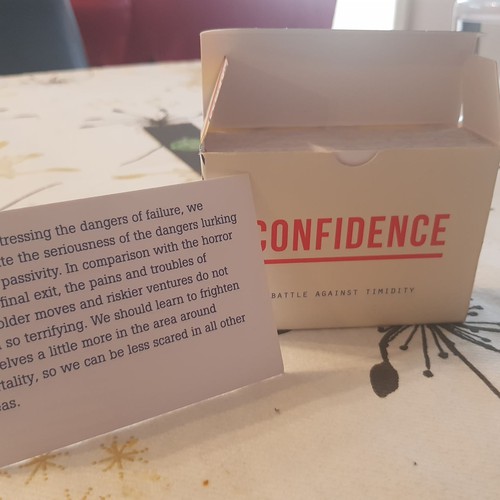 tressing the dangers of failure, we
te the seriousness of the dangers lurking
passivity. In comparison with the horror
final exit, the pains and troubles of
older moves and riskier ventures do not
so terrifying. We should learn to frighten
elves a little more in the area around
tality, so we can be less scared in all other
as.
CONFIDENCE
BATTLE AGAINST TIMIDITY